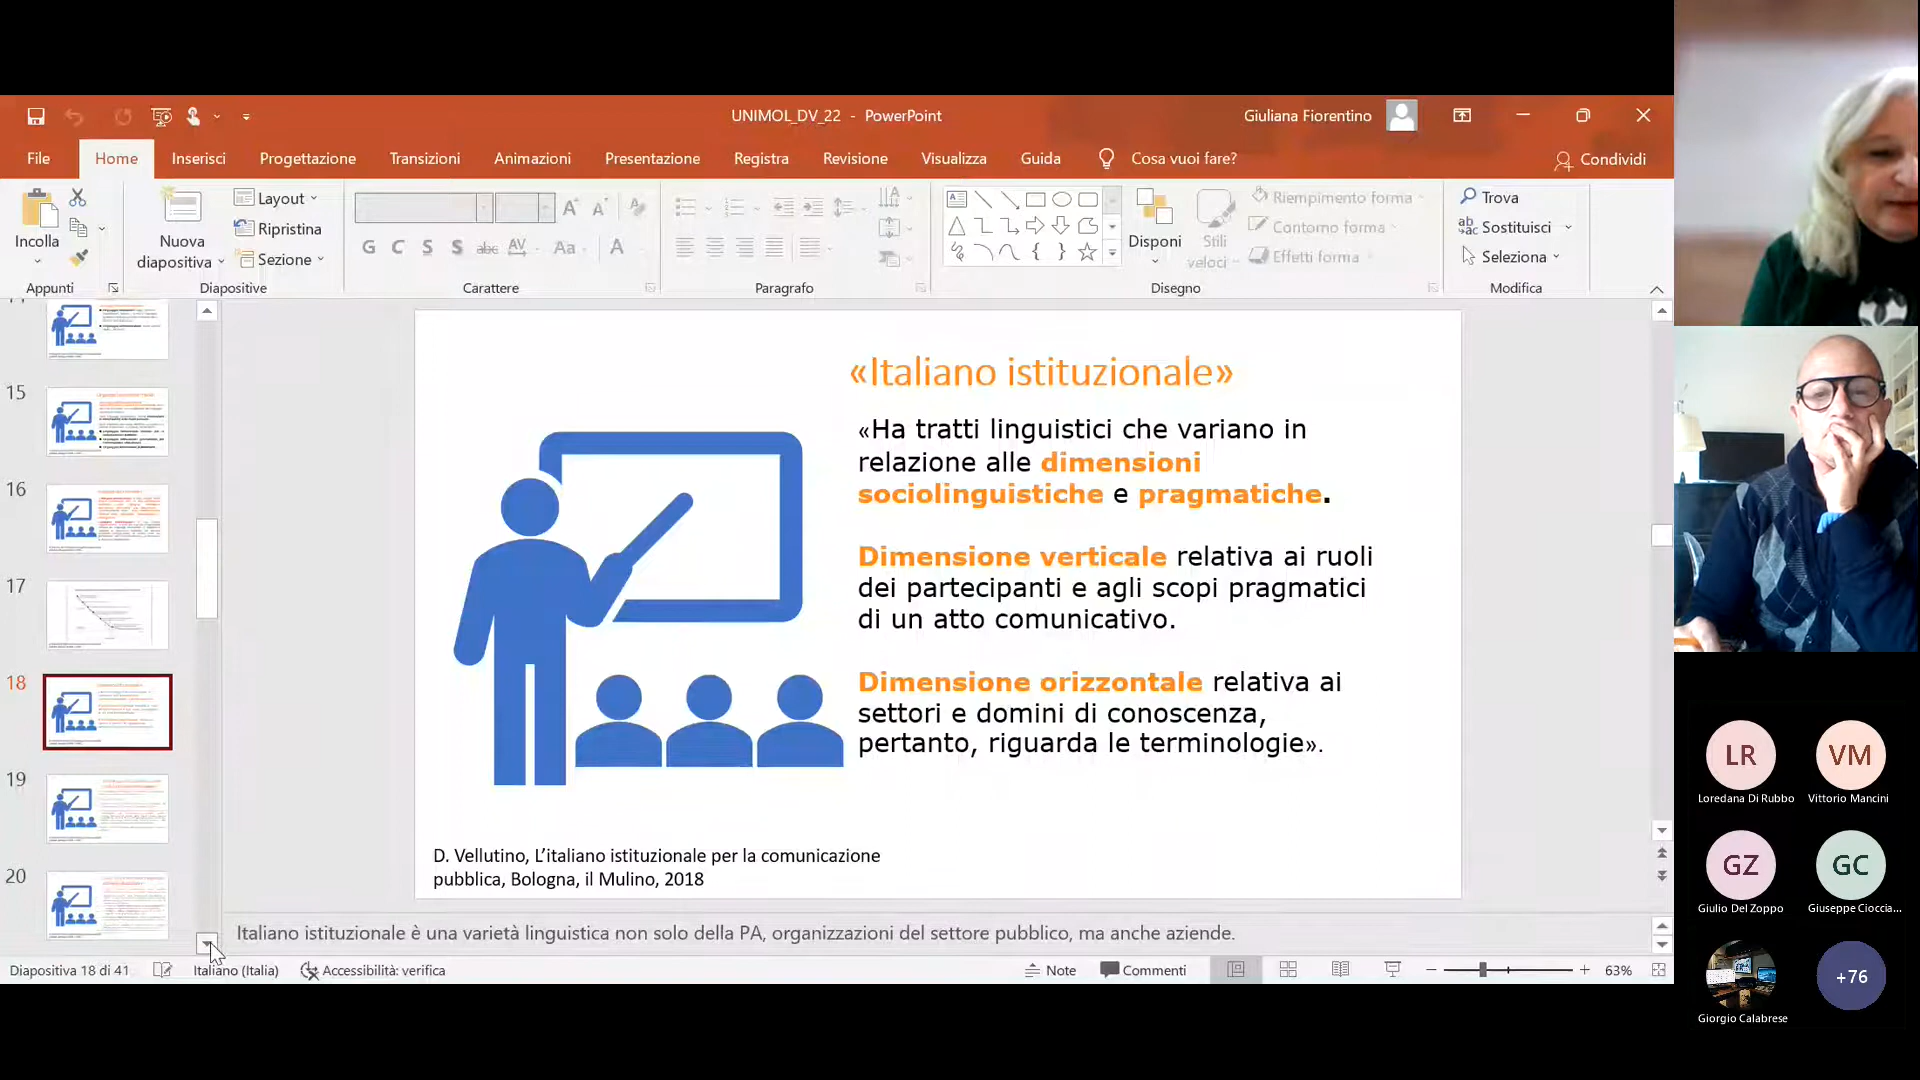 UNIMOL_DV_22 - PowerPoint
Giuliana Fiorentino
File Home Inserisci Progettazione Transizioni Animazioni Presentazione Registra Revisione Visualizza Guida Cosa vuoi fare? Condividi
Incolla
Appunti
Nuova
diapositiva
Layout
Ripristina
Sezione
Diapositive
G C S S abc AV Aa A
Carattere
Paragrafo
Disponi
Stili
veloci
Riempimento forma
Contorno forma
Effetti forma
Disegno
Trova
Sostituisci
Seleziona
Modifica
15
16
17
18
19
20
«Italiano istituzionale»
«Ha tratti linguistici che variano in
relazione alle dimensioni
sociolinguistiche e pragmatiche.
Dimensione verticale relativa ai ruoli
dei partecipanti e agli scopi pragmatici
di un atto comunicativo.
Dimensione orizzontale relativa ai
settori e domini di conoscenza,
pertanto, riguarda le terminologie».
D. Vellutino, L’italiano istituzionale per la comunicazione
pubblica, Bologna, il Mulino, 2018
Italiano istituzionale è una varietà linguistica non solo della PA, organizzazioni del settore pubblico, ma anche aziende.
Diapositiva 18 di 41 Italiano (Italia) Accessibilità: verifica Note Commenti 63%
LR
Loredana Di Rubbo
VM
Vittorio Mancini
GZ
Giulio Del Zoppo
GC
Giuseppe Cioccia...
Giorgio Calabrese
+76